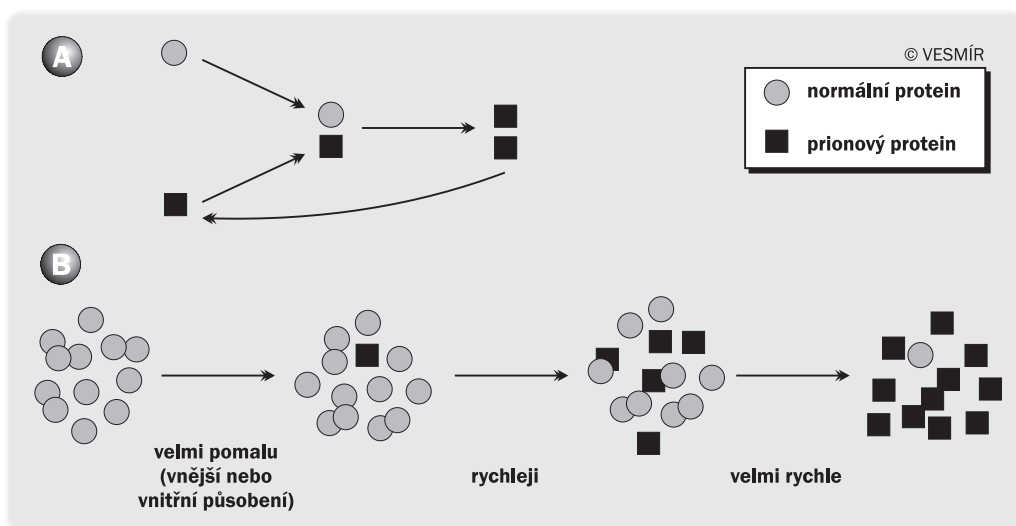 A
© VESMÍR
normální protein
prionový protein
B
velmi pomalu
(vnější nebo
vnitřní působení)
rychleji
velmi rychle